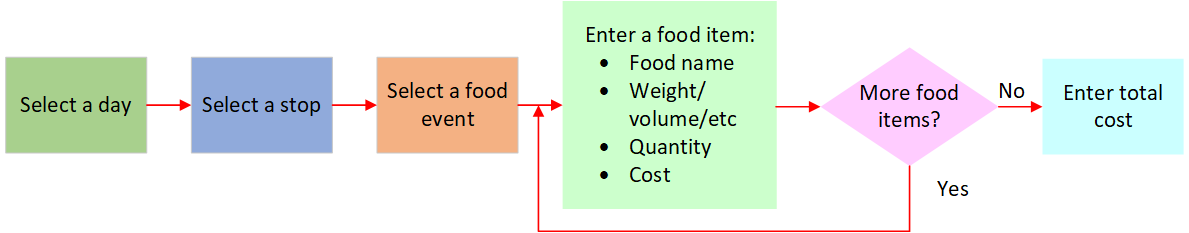 Select a day
Select a stop
Select a food
event
Enter a food item:
• Food name
• Weight/
volume/etc
• Quantity
• Cost
More food
items?
No
Yes
Enter total
cost